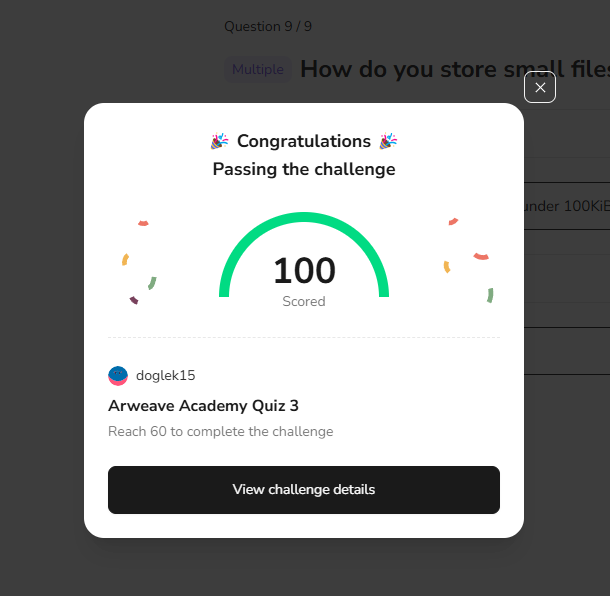 Question 9 / 9
Multiple How do you store small files
Congratulations
Passing the challenge
under 100KiB
100
Scored
doglek15
Arweave Academy Quiz 3
Reach 60 to complete the challenge
View challenge details